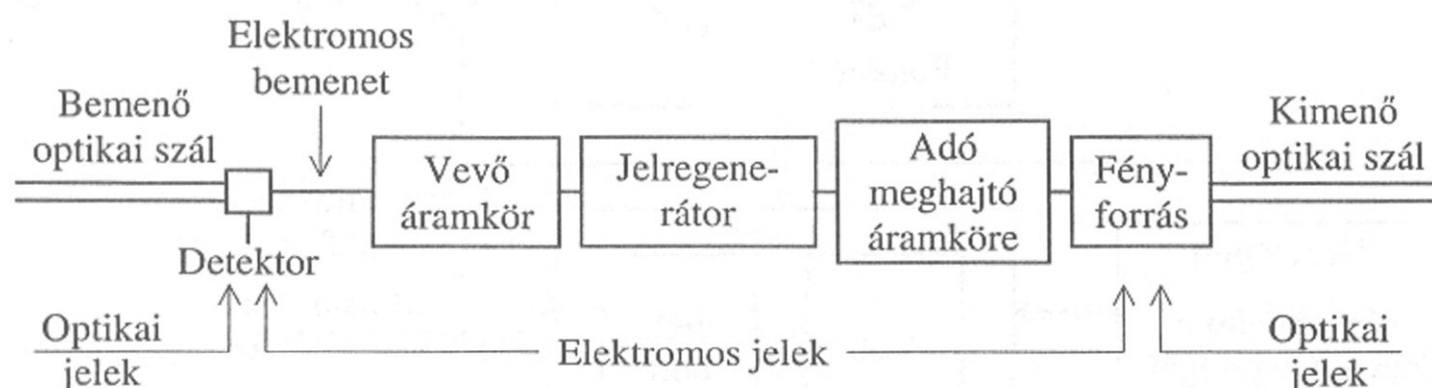 Elektromos
bemenet
Bemenő
optikai szál
Kimenő
optikai szál
Vevő
áramkör
Jelregene-
rátor
Adó
meghajtó
áramköre
Fény-
forrás
Detektor
Optikai
jelek
Elektromos jelek
Optikai
jelek